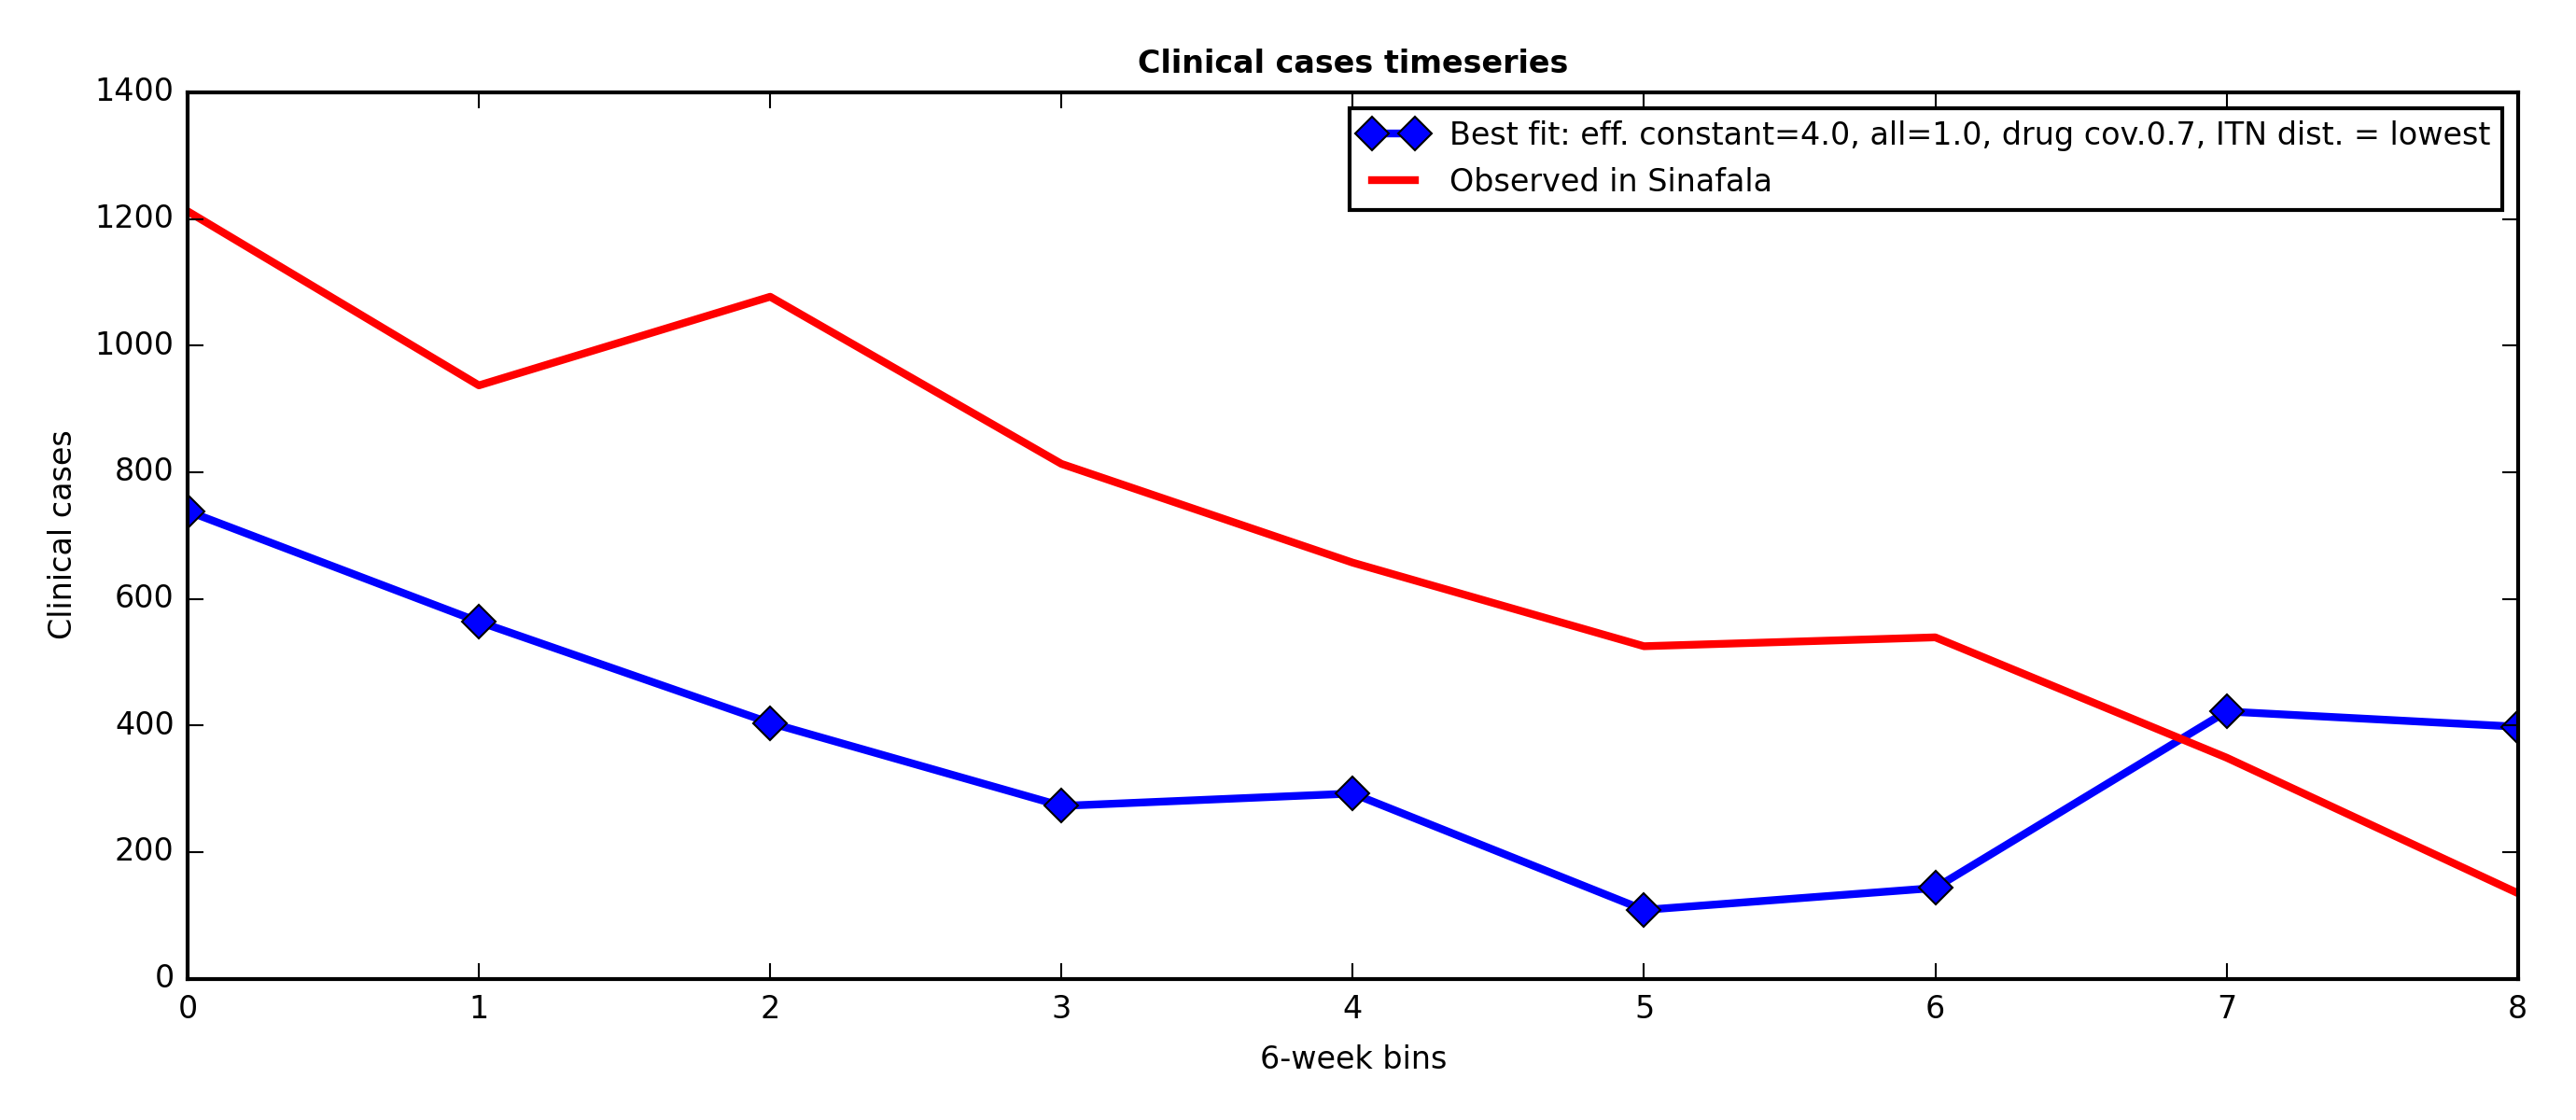 Clinical cases timeseries
1400
1200
1000
800
600
400
200
0
Clinical cases
Best fit: eff. constant=4.0, all=1.0, drug cov.0.7, ITN dist. = lowest
Observed in Sinafala
0 1 2 3 4 5 6 7 8
6-week bins